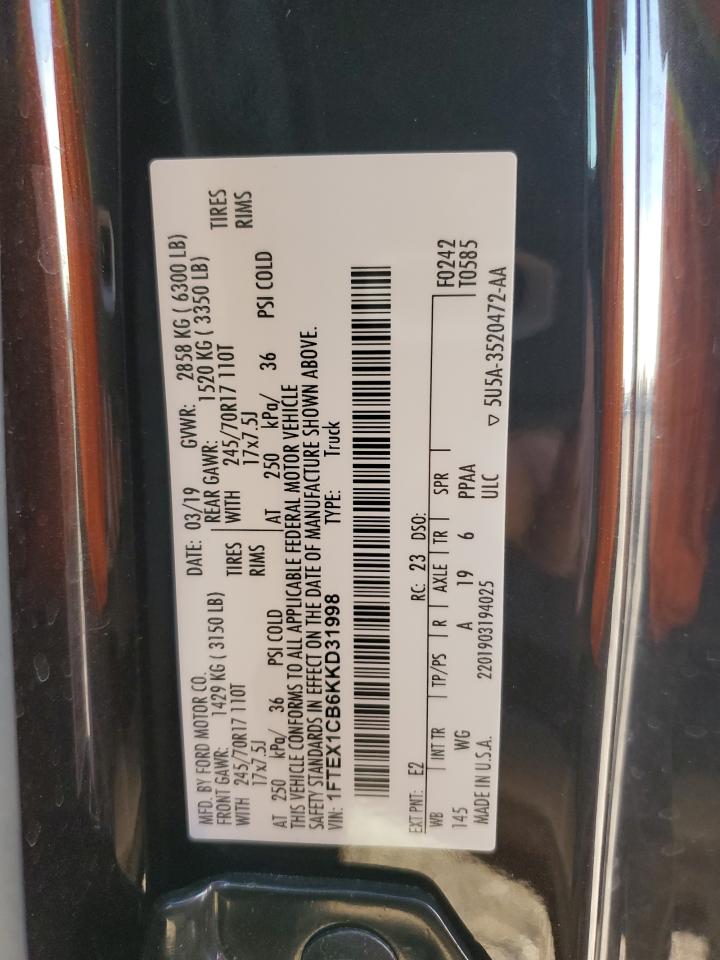 MFD. BY FORD MOTOR CO.
DATE: 03/19 GVWR: 2858 KG ( 6300 LB)
FRONT GAWR: 1429 KG ( 3150 LB) REAR GAWR: 1520 KG ( 3350 LB)
WITH 245/70R17 110T TIRES WITH 245/70R17 110T TIRES
17x7.5J RIMS 17x7.5J RIMS
AT 250 kPa/ 36 PSI COLD AT 250 kPa/ 36 PSI COLD
THIS VEHICLE CONFORMS TO ALL APPLICABLE FEDERAL MOTOR VEHICLE
SAFETY STANDARDS IN EFFECT ON THE DATE OF MANUFACTURE SHOWN ABOVE.
VIN: 1FTEX1CB6KKD31998 TYPE: Truck
EXT PNT: E2 RC: 23 DSO: F0242
WB INT TR TP/PS R AXLE TR SPR T0585
145 WG A 19 6 PPAA
MADE IN U.S.A. 2201903194025 ULC ▽ 5U5A-3520472-AA